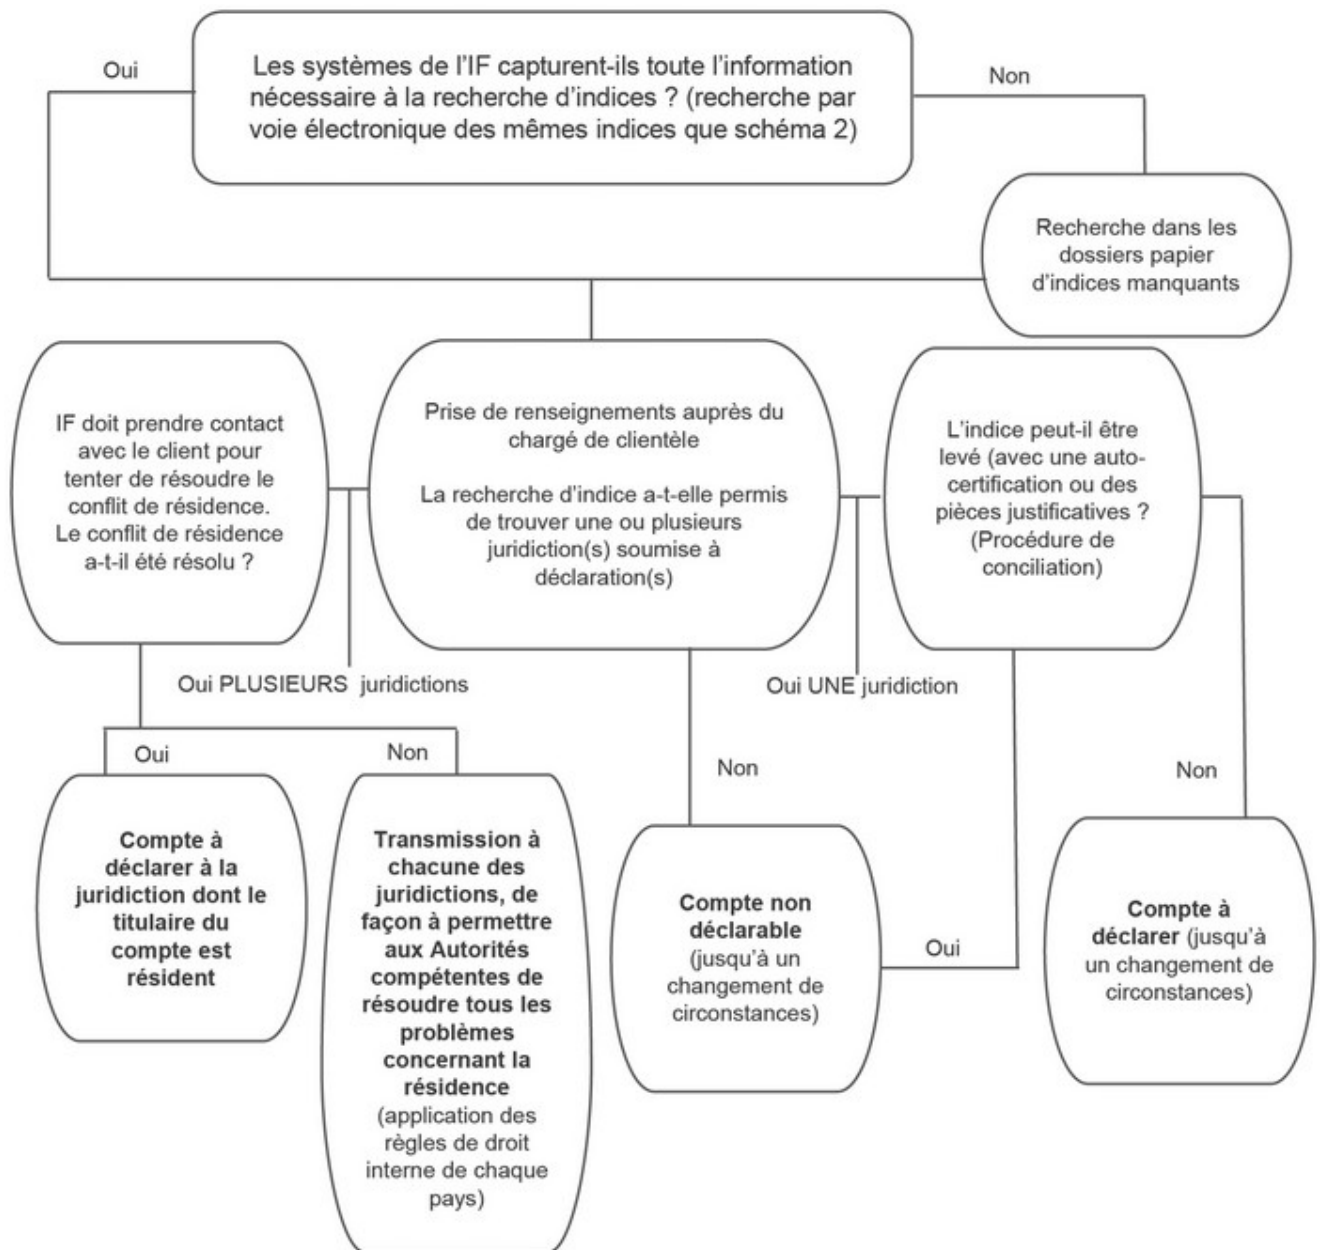 Les systèmes de l'IF capturent-ils toute l'information
nécessaire à la recherche d'indices ? (recherche par
voie électronique des mêmes indices que schéma 2)
Oui
Non
Recherche dans les
dossiers papier
d'indices manquants
IF doit prendre contact
avec le client pour
tenter de résoudre le
conflit de résidence.
Le conflit de résidence
a-t-il été résolu ?
Prise de renseignements auprès du
chargé de clientèle
La recherche d'indice a-t-elle permis
de trouver une ou plusieurs
juridiction(s) soumise à
déclaration(s)
L'indice peut-il être
levé (avec une auto-
certification ou des
pièces justificatives ?
(Procédure de
conciliation)
Oui PLUSIEURS juridictions
Oui UNE juridiction
Oui
Non
Non
Non
Compte à
déclarer à la
juridiction dont le
titulaire du
compte est
résident
Transmission à
chacune des
juridictions, de
façon à permettre
aux Autorités
compétentes de
résoudre tous les
problèmes
concernant la
résidence
(application des
règles de droit
interne de chaque
pays)
Compte non
déclarable
(jusqu'à un
changement de
circonstances)
Oui
Compte à
déclarer (jusqu'à
un changement de
circonstances)